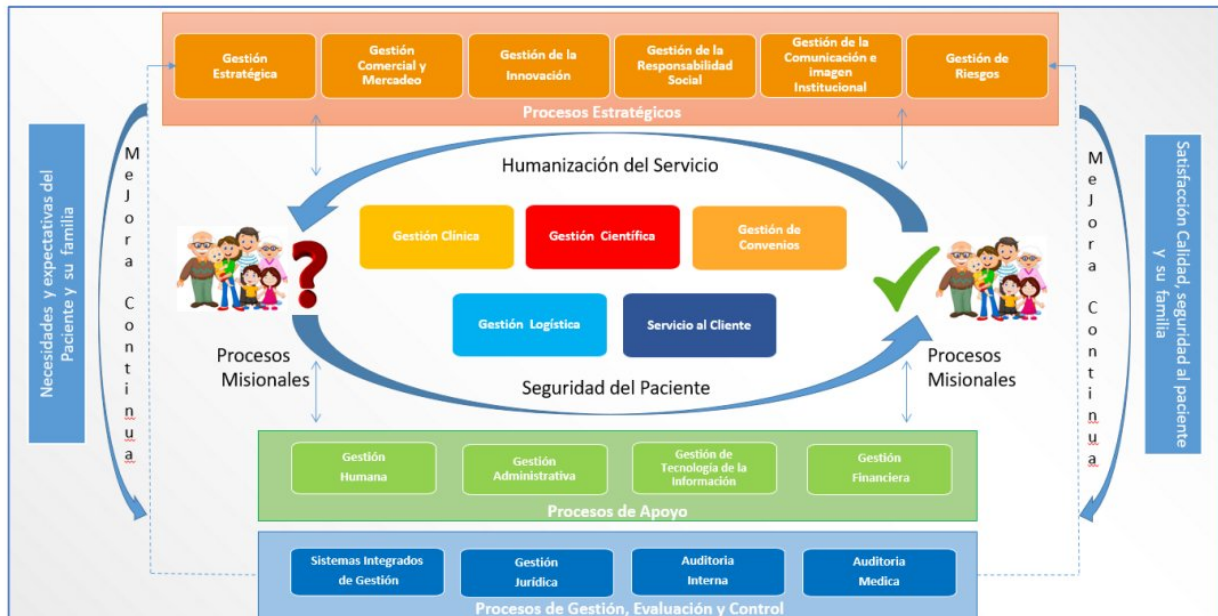 Gestión
Estratégica
Gestión
Comercial y
Mercadeo
Gestión de la
Innovación
Gestión de la
Responsabilidad
Social
Gestión de la
Comunicación e
imagen
Institucional
Gestión de
Riesgos
Procesos Estratégicos
Necesidades y expectativas del
Paciente y su familia
MeJora Continua
Humanización del Servicio
Gestión Clínica
Gestión Científica
Gestión de
Convenios
Gestión Logística
Servicio al Cliente
Procesos
Misionales
Seguridad del Paciente
Procesos
Misionales
MeJora Continua
Satisfacción Calidad, seguridad al paciente
y su familia
Gestión
Humana
Gestión
Administrativa
Gestión de
Tecnología de la
Información
Gestión
Financiera
Procesos de Apoyo
Sistemas Integrados
de Gestión
Gestión
Jurídica
Auditoria
Interna
Auditoria
Medica
Procesos de Gestión, Evaluación y Control